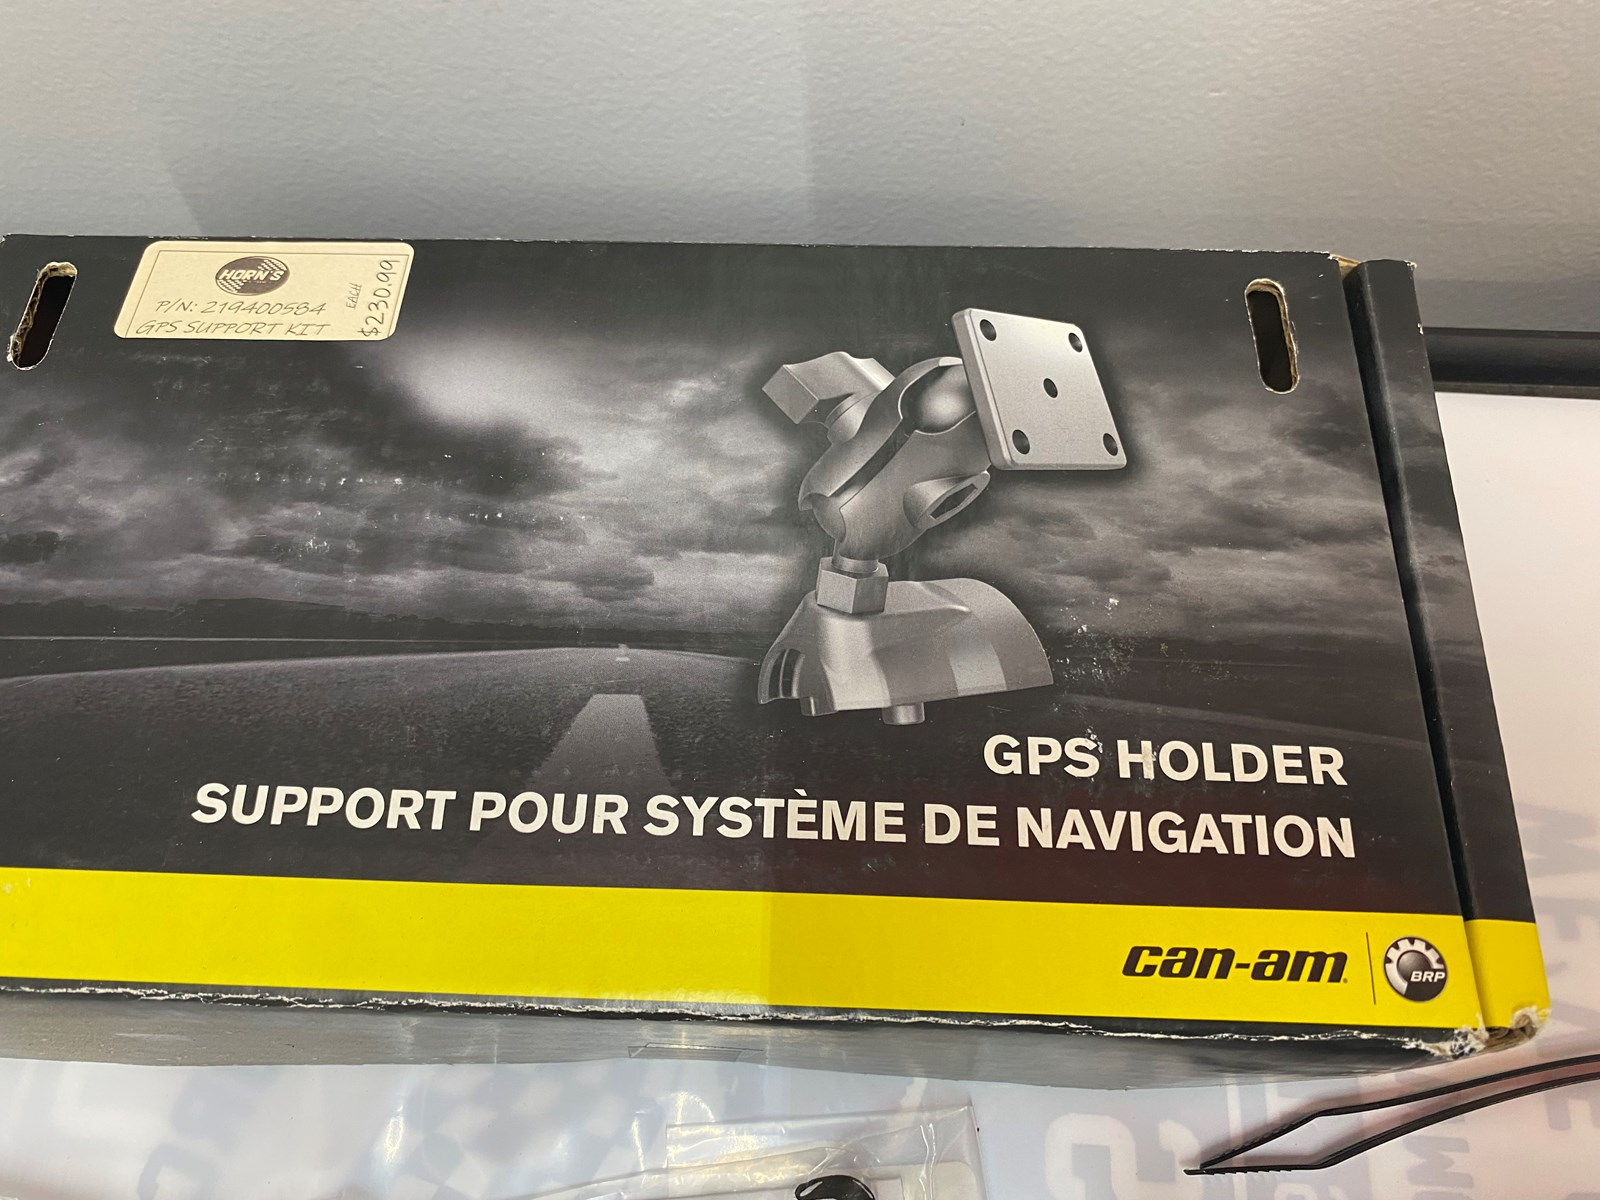 HORN'S
P/N: 219400584
GPS SUPPORT KIT
EACH
$230.99
GPS HOLDER
SUPPORT POUR SYSTÈME DE NAVIGATION
can-am
BRP